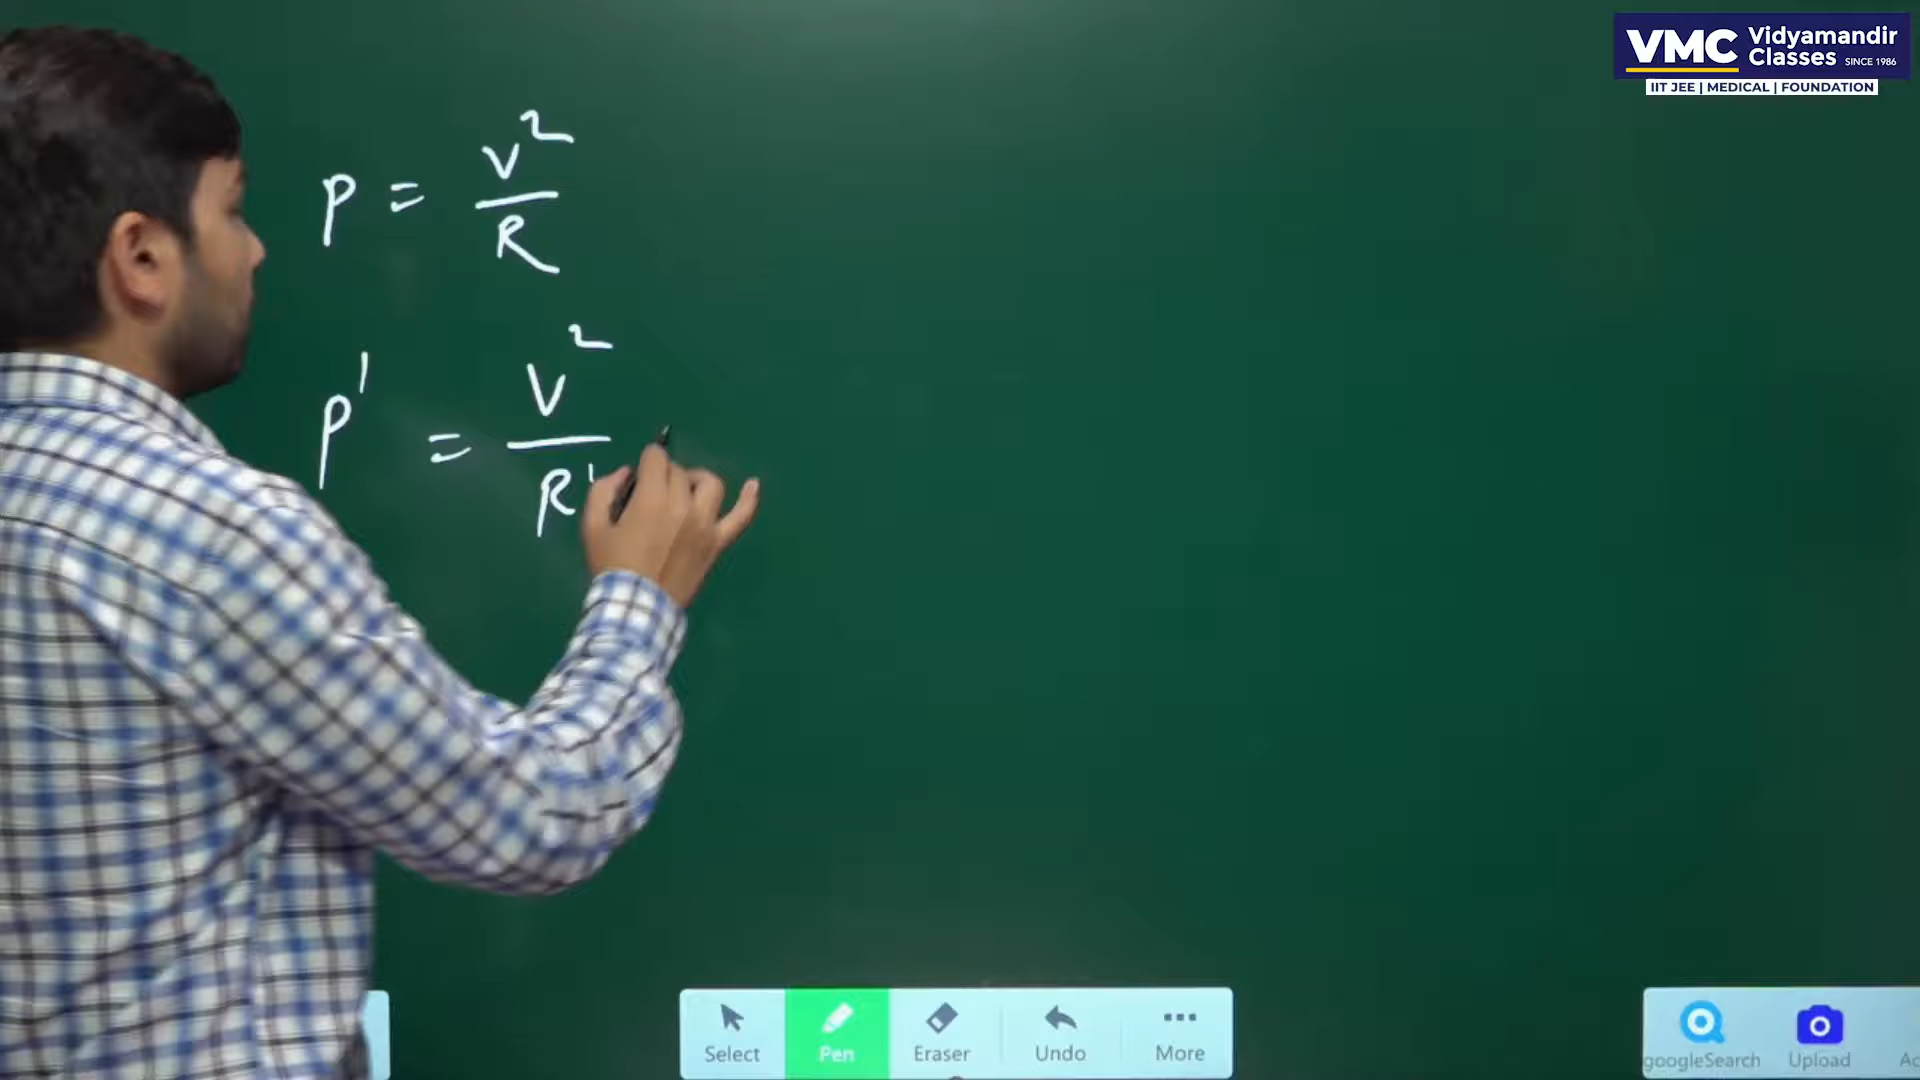 VMC Vidyamandir Classes SINCE 1986
IIT JEE | MEDICAL | FOUNDATION
P = V² / R
P' = V² / R'
Select Pen Eraser Undo More
googleSearch Upload